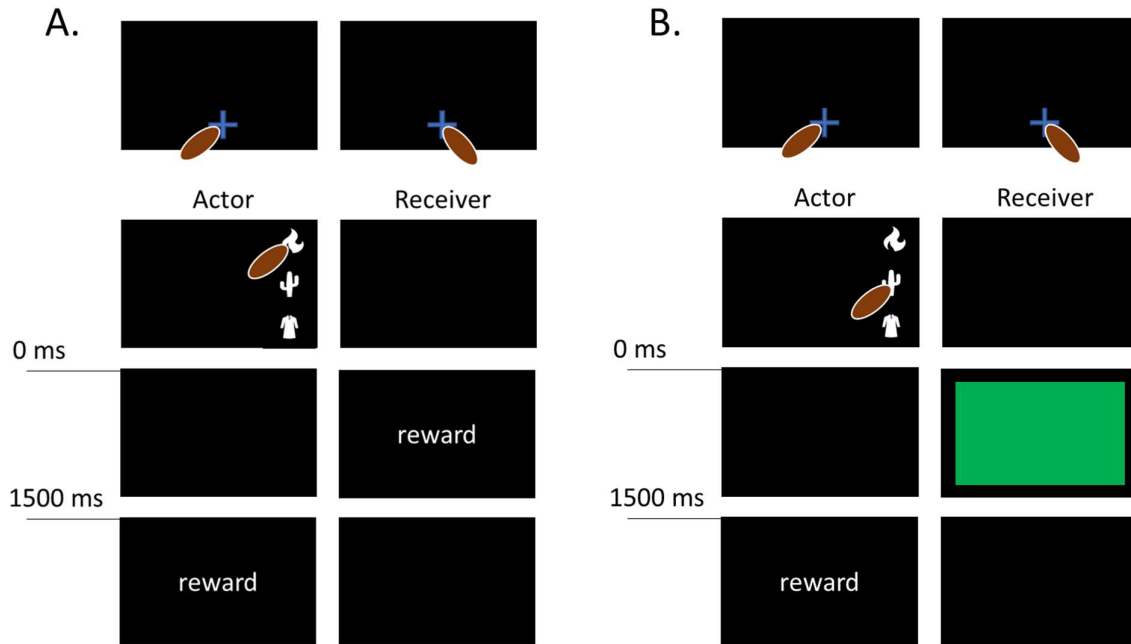 A.
Actor
Receiver
0 ms
reward
1500 ms
reward
B.
Actor
Receiver
0 ms
1500 ms
reward